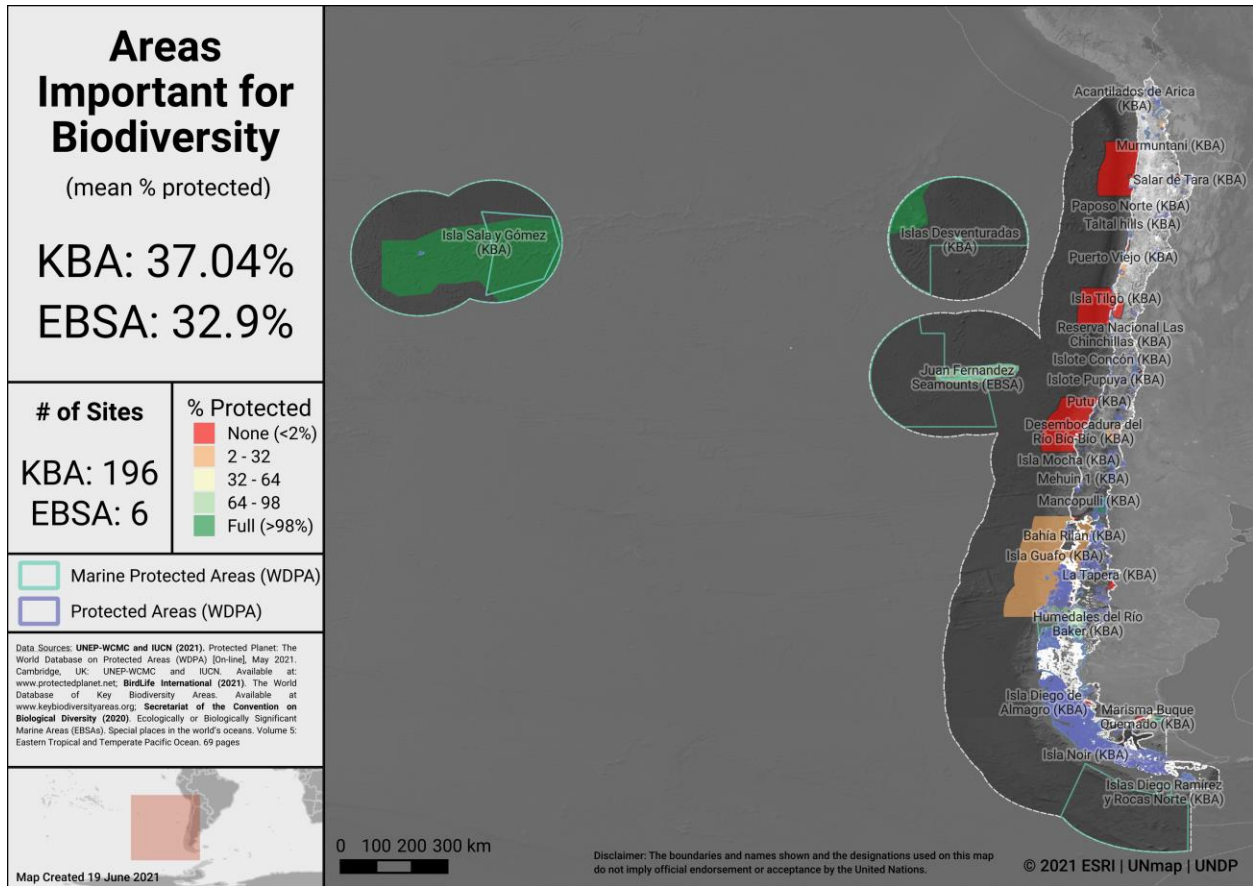 Areas
Important for
Biodiversity
(mean % protected)
KBA: 37.04%
EBSA: 32.9%
# of Sites
KBA: 196
EBSA: 6
% Protected
None (<2%)
2 - 32
32 - 64
64 - 98
Full (>98%)
Marine Protected Areas (WDPA)
Protected Areas (WDPA)
Data Sources: UNEP-WCMC and IUCN (2021). Protected Planet: The
World Database on Protected Areas (WDPA) [On-line], May 2021.
Cambridge, UK: UNEP-WCMC and IUCN. Available at:
www.protectedplanet.net; BirdLife International (2021). The World
Database of Key Biodiversity Areas. Available at
www.keybiodiversityareas.org; Secretariat of the Convention on
Biological Diversity (2020). Ecologically or Biologically Significant
Marine Areas (EBSAs). Special places in the world's oceans. Volume 5:
Eastern Tropical and Temperate Pacific Ocean. 69 pages
Map Created 19 June 2021
Acantilados de Arica
(KBA)
Murmuntani (KBA)
Salar de Tara (KBA)
Paposo Norte (KBA)
Taltal hills (KBA)
Isla Sala y Gómez
(KBA)
Islas Desventuradas
(KBA)
Puerto Viejo (KBA)
Isla Tilgo (KBA)
Reserva Nacional Las
Chinchillas (KBA)
Islote Concón (KBA)
Juan Fernandez
Seamounts (EBSA)
Islote Pupuya (KBA)
Putu (KBA)
Desembocadura del
Río Bío-Bío (KBA)
Isla Mocha (KBA)
Mehuin 1 (KBA)
Mancopulli (KBA)
Bahía Rilán (KBA)
Isla Guafo (KBA)
La Tapera (KBA)
Humedales del Río
Baker (KBA)
Isla Diego de
Almagro (KBA)
Marisma Buque
Quemado (KBA)
Isla Noir (KBA)
Islas Diego Ramírez
y Rocas Norte (KBA)
0 100 200 300 km
Disclaimer: The boundaries and names shown and the designations used on this map
do not imply official endorsement or acceptance by the United Nations.
© 2021 ESRI | UNmap | UNDP